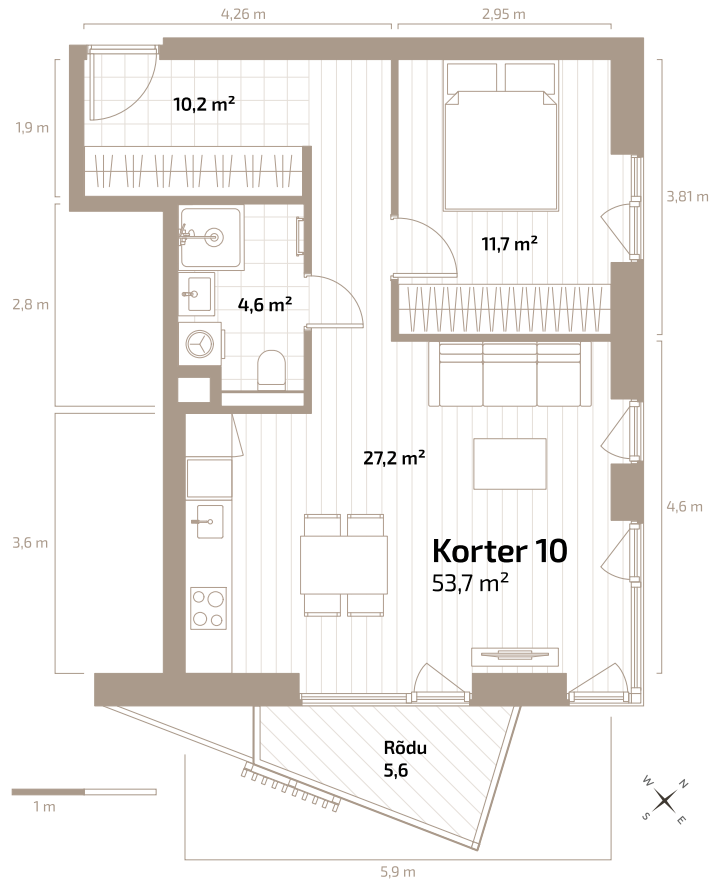 4,26 m
2,95 m
10,2 m²
1,9 m
3,81 m
11,7 m²
2,8 m
4,6 m²
27,2 m²
4,6 m
Korter 10
53,7 m²
3,6 m
Rõdu
5,6
W
N
S
E
1 m
5,9 m